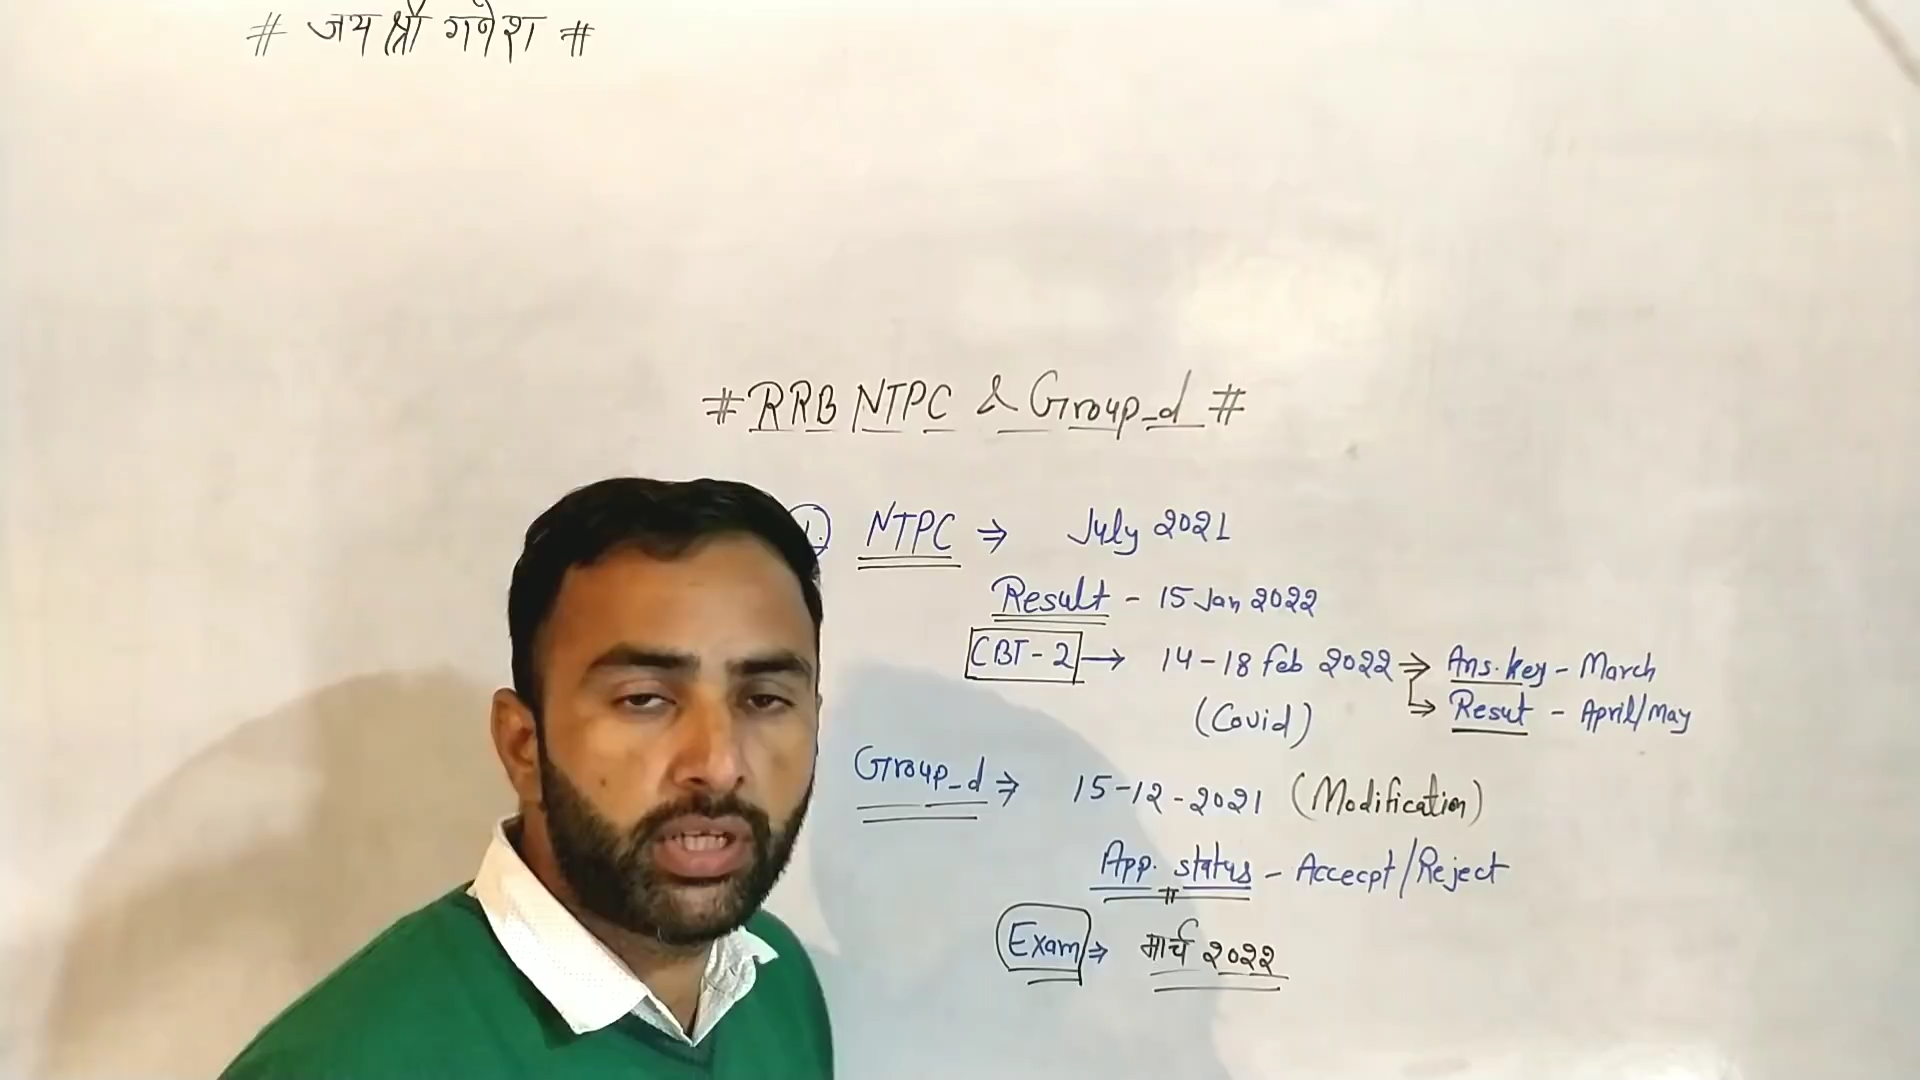 # जय श्री गणेश #
# RRB NTPC & Group_d #
1. NTPC ⇒ July 2021
Result - 15 Jan 2022
CBT-2 → 14-18 feb 2022 → Ans. key - March
→ Resut - April/May
(Covid)
Group_d ⇒ 15-12-2021 (Modification)
App. status - Accecpt/Reject
Exam ⇒ मार्च 2022